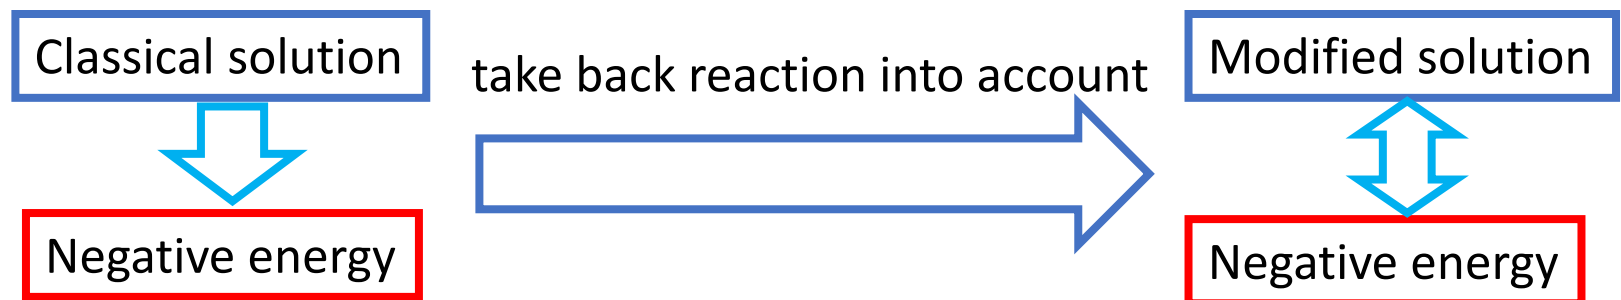 Classical solution
take back reaction into account
Modified solution
Negative energy
Negative energy